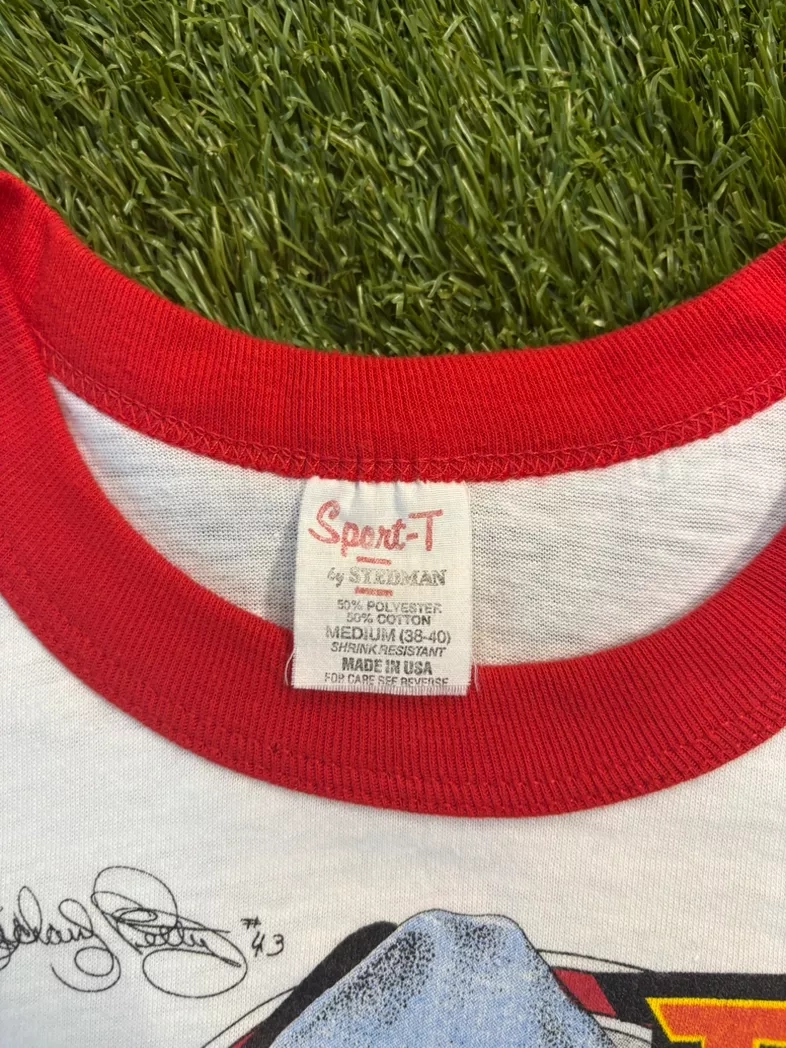 Sport-T
by STEDMAN
50% POLYESTER
50% COTTON
MEDIUM (38-40)
SHRINK RESISTANT
MADE IN USA
FOR CARE SEE REVERSE
Petty #43